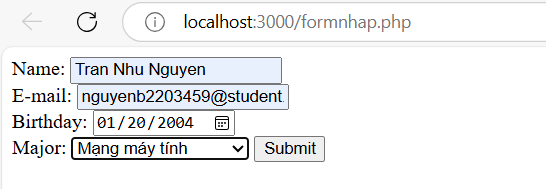 localhost:3000/formnhap.php
Name: Tran Nhu Nguyen
E-mail: nguyenb2203459@student
Birthday: 01/20/2004
Major: Mạng máy tính Submit